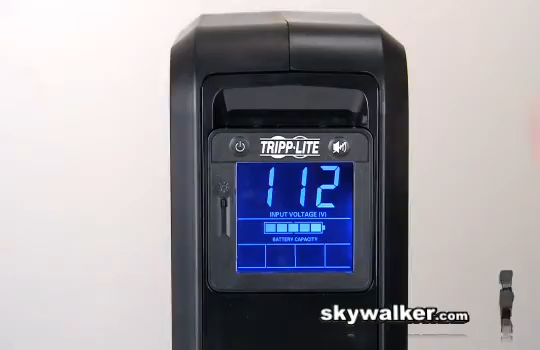 TRIPP·LITE
112
INPUT VOLTAGE (V)
BATTERY CAPACITY
skywalker.com